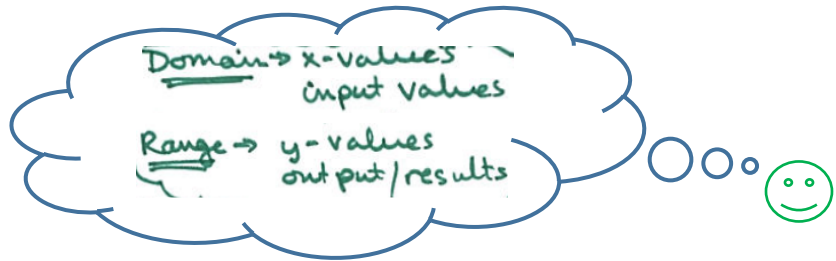 Domain → x-values
input values
Range → y-values
output/results